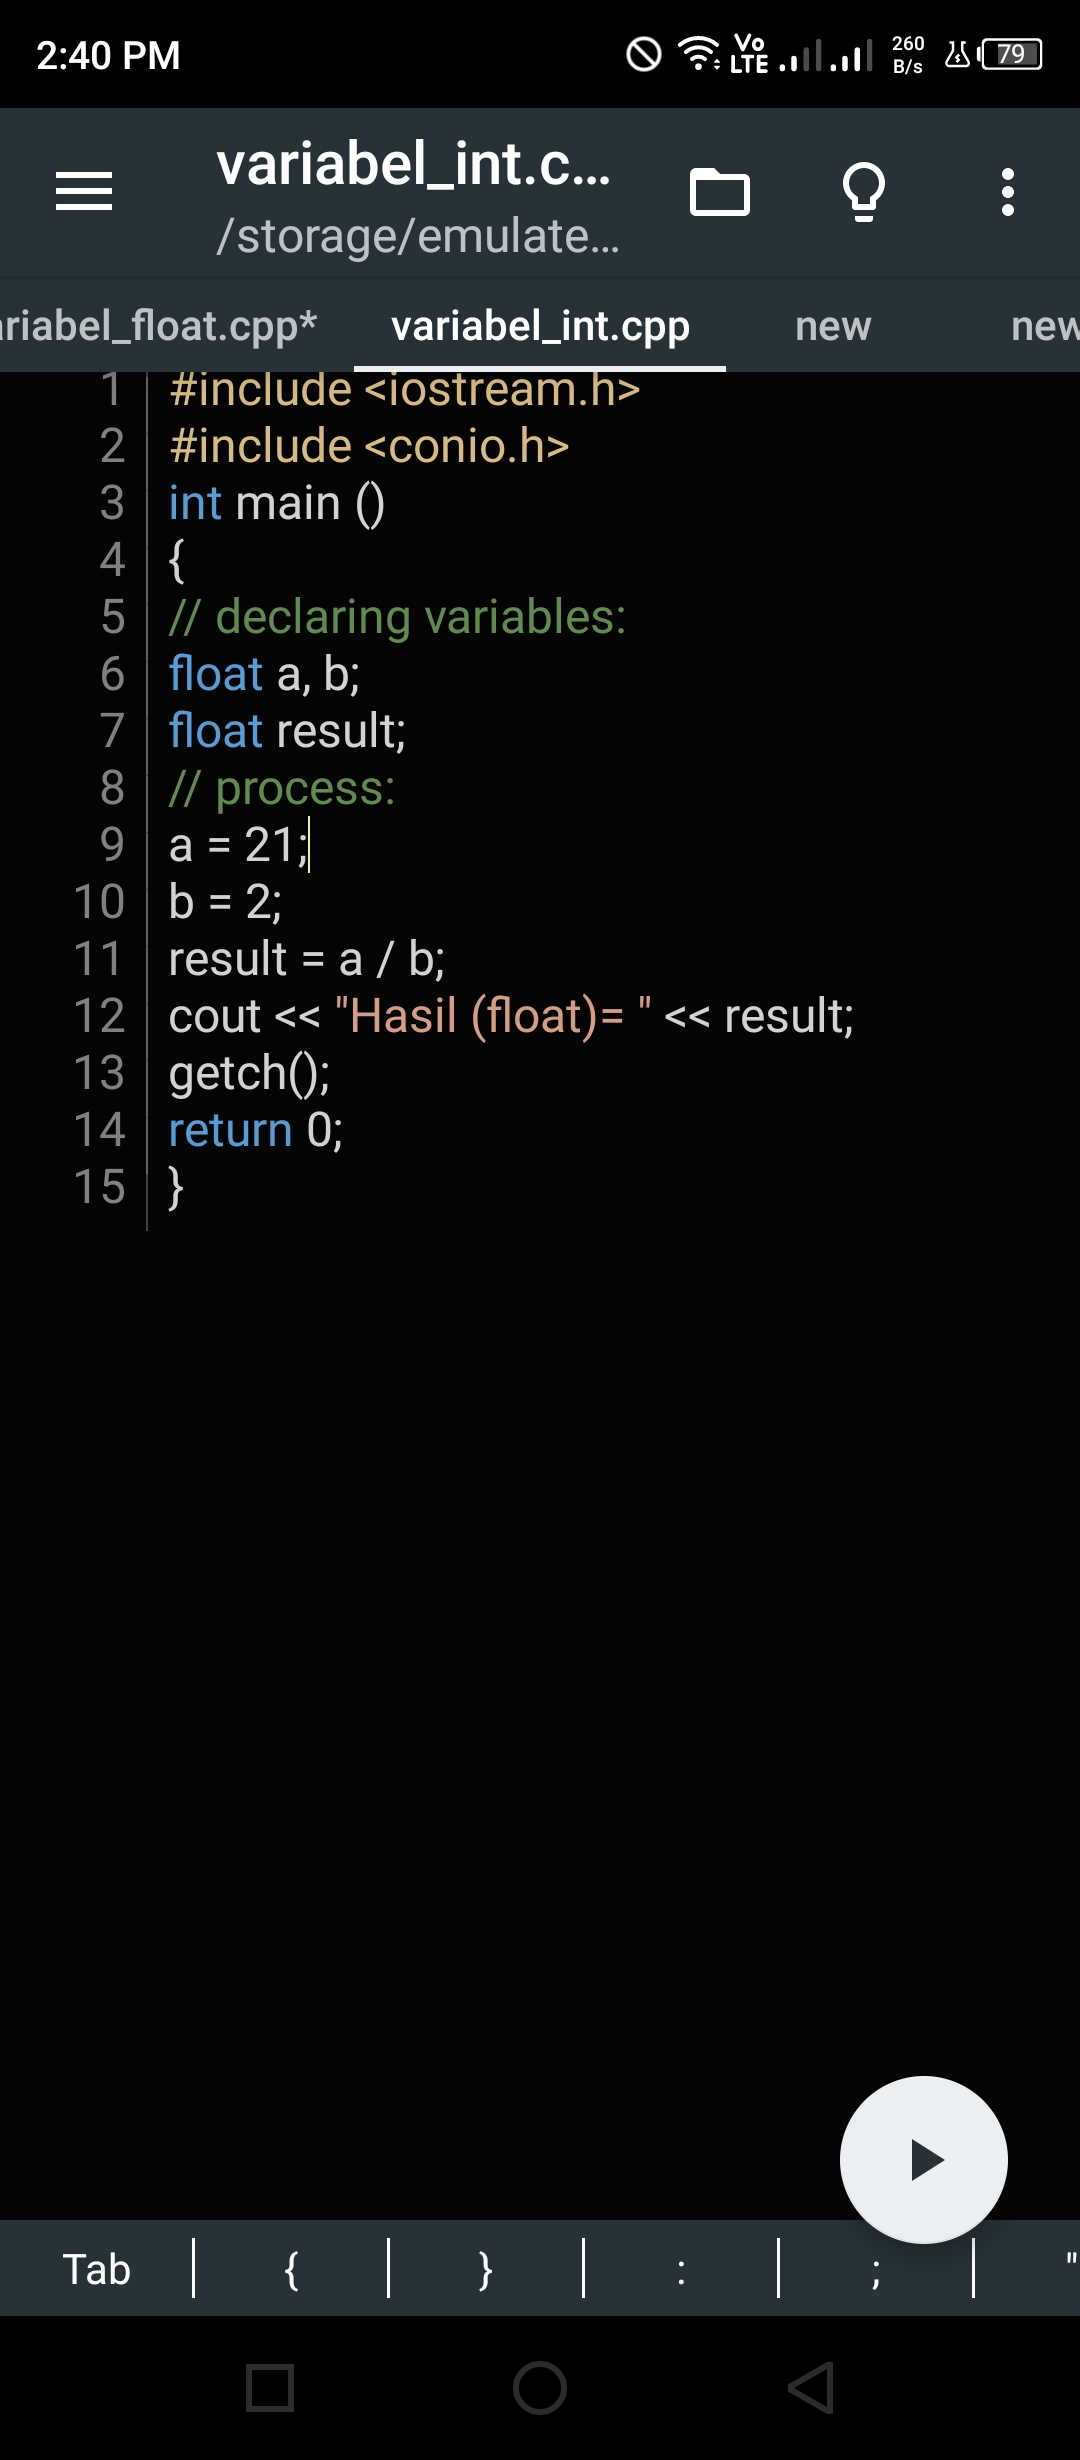 2:40 PM
Vo
LTE
260
B/s
79
variabel_int.c...
/storage/emulate...
riabel_float.cpp*
variabel_int.cpp
new
new
1 #include <iostream.h>
2 #include <conio.h>
3 int main ()
4 {
5 // declaring variables:
6 float a, b;
7 float result;
8 // process:
9 a = 21;
10 b = 2;
11 result = a / b;
12 cout << "Hasil (float)= " << result;
13 getch();
14 return 0;
15 }
Tab { } : ; "